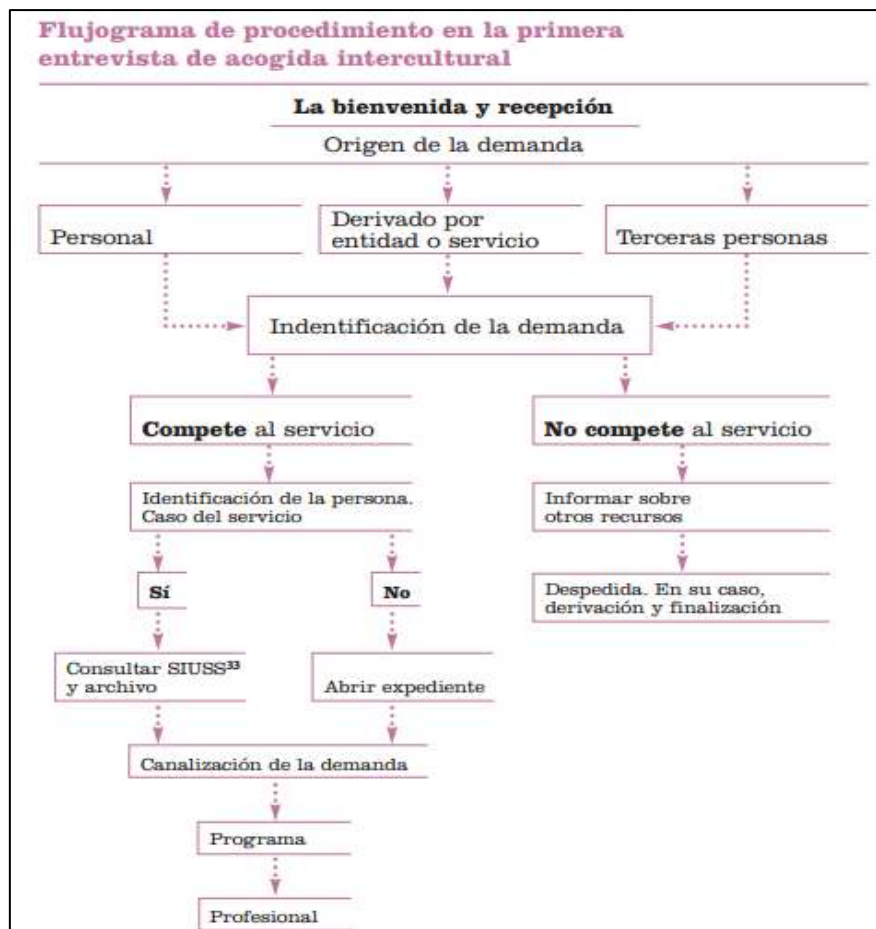 Flujograma de procedimiento en la primera
entrevista de acogida intercultural
La bienvenida y recepción
Origen de la demanda
Personal
Derivado por
entidad o servicio
Terceras personas
Indentificación de la demanda
Compete al servicio
No compete al servicio
Identificación de la persona.
Caso del servicio
Informar sobre
otros recursos
Sí
No
Despedida. En su caso,
derivación y finalización
Consultar SIUSS³³
y archivo
Abrir expediente
Canalización de la demanda
Programa
Profesional